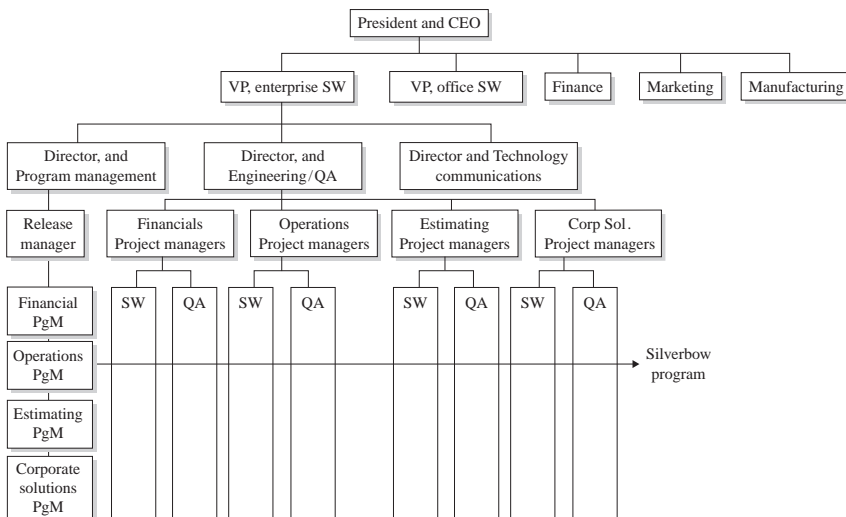 President and CEO
VP, enterprise SW
VP, office SW
Finance
Marketing
Manufacturing
Director, and
Program management
Director, and
Engineering/QA
Director and Technology
communications
Release
manager
Financials
Project managers
Operations
Project managers
Estimating
Project managers
Corp Sol.
Project managers
Financial
PgM
SW
QA
SW
QA
SW
QA
SW
QA
Operations
PgM
Silverbow
program
Estimating
PgM
Corporate
solutions
PgM